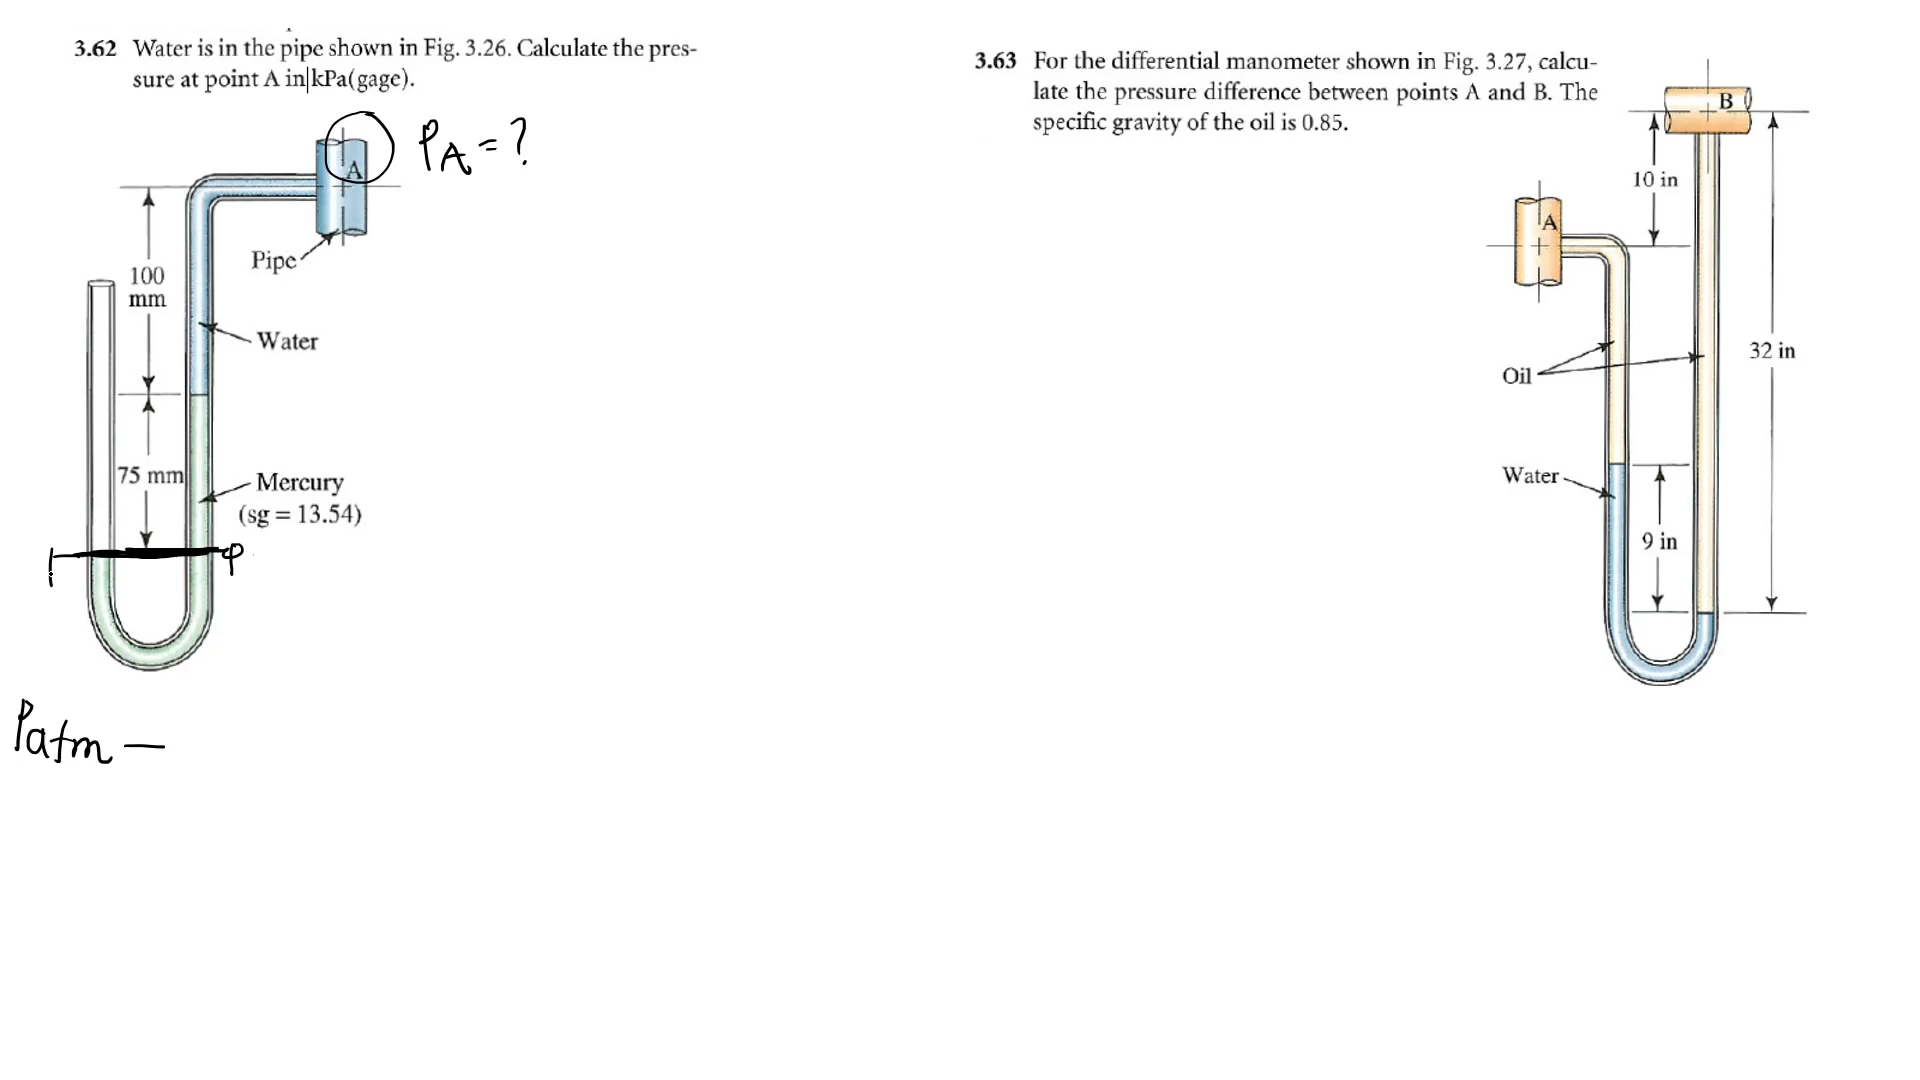 3.62 Water is in the pipe shown in Fig. 3.26. Calculate the pres-
sure at point A in kPa(gage).
A
PA = ?
Pipe
100
mm
Water
75 mm
Mercury
(sg = 13.54)
Patm —
3.63 For the differential manometer shown in Fig. 3.27, calcu-
late the pressure difference between points A and B. The
specific gravity of the oil is 0.85.
B
10 in
A
32 in
Oil
Water
9 in